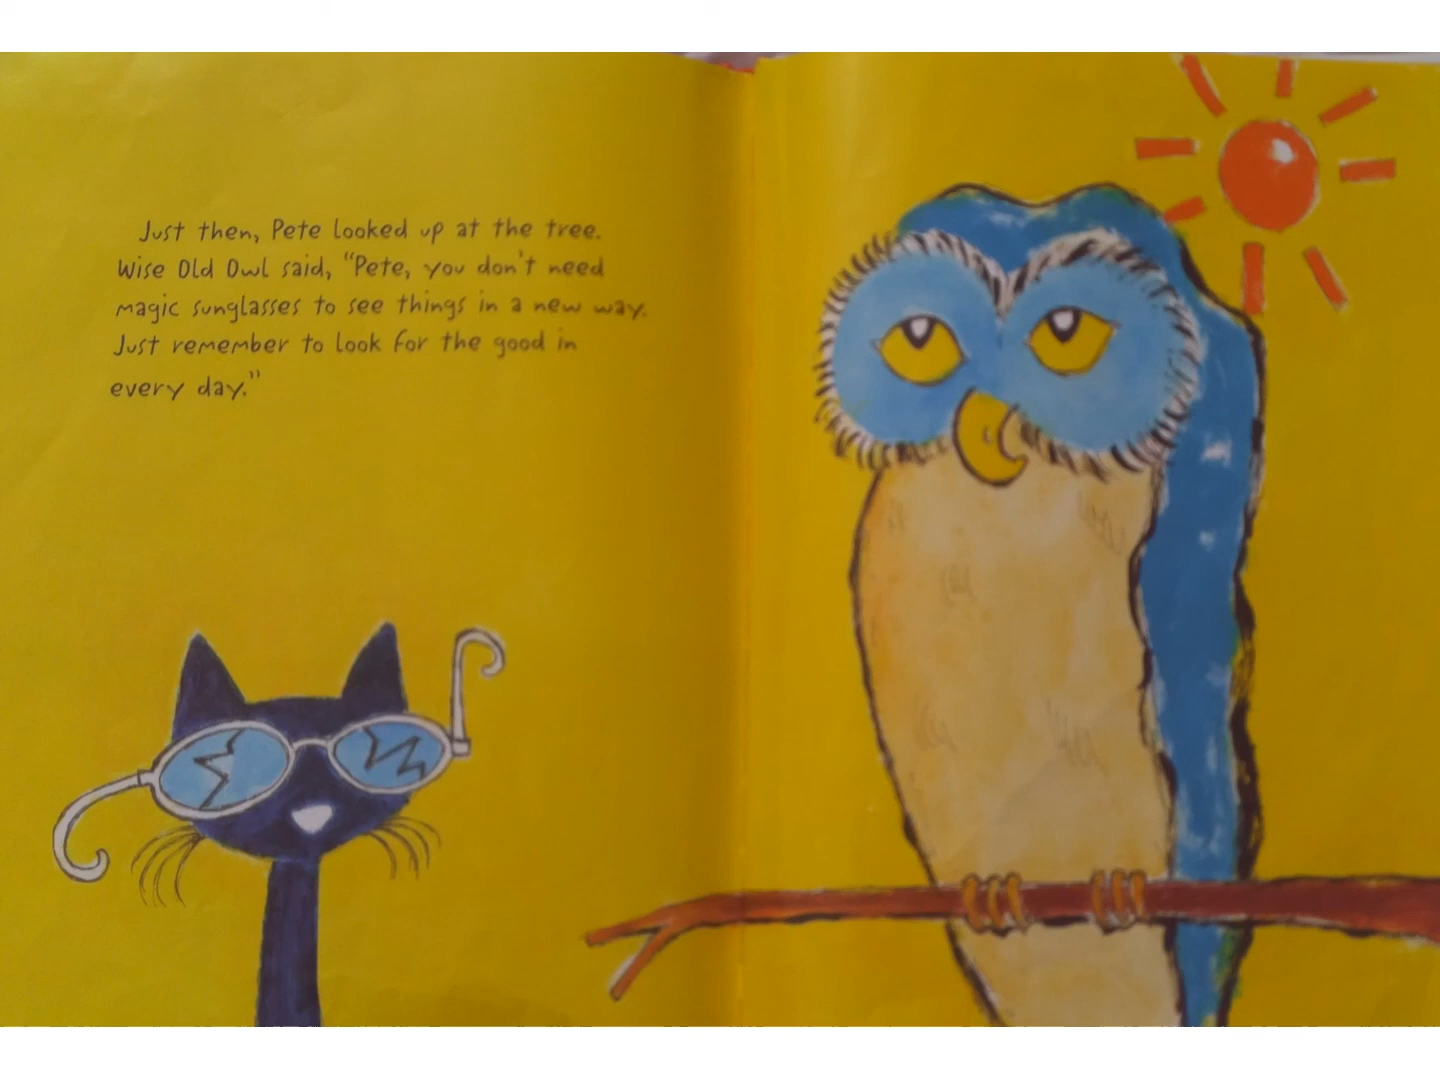 Just then, Pete looked up at the tree.
Wise Old Owl said, “Pete, you don't need
magic sunglasses to see things in a new way.
Just remember to look for the good in
every day.”